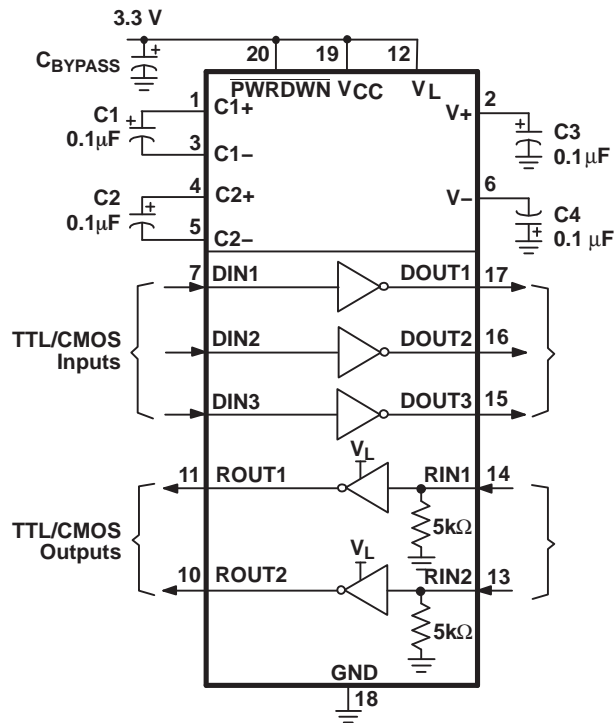 3.3 V
CBYPASS +
20 19 12
PWRDWN VCC VL
1 C1+ V+ 2
C1 + 0.1µF
+ C3 0.1µF
3 C1−
4 C2+ V− 6
C2 + 0.1µF
C4 + 0.1 µF
5 C2−
7 DIN1 DOUT1 17
TTL/CMOS
Inputs
DIN2 DOUT2 16
DIN3 DOUT3 15
VL
11 ROUT1 RIN1 14
5kΩ
TTL/CMOS
Outputs
VL
10 ROUT2 RIN2 13
5kΩ
GND
18